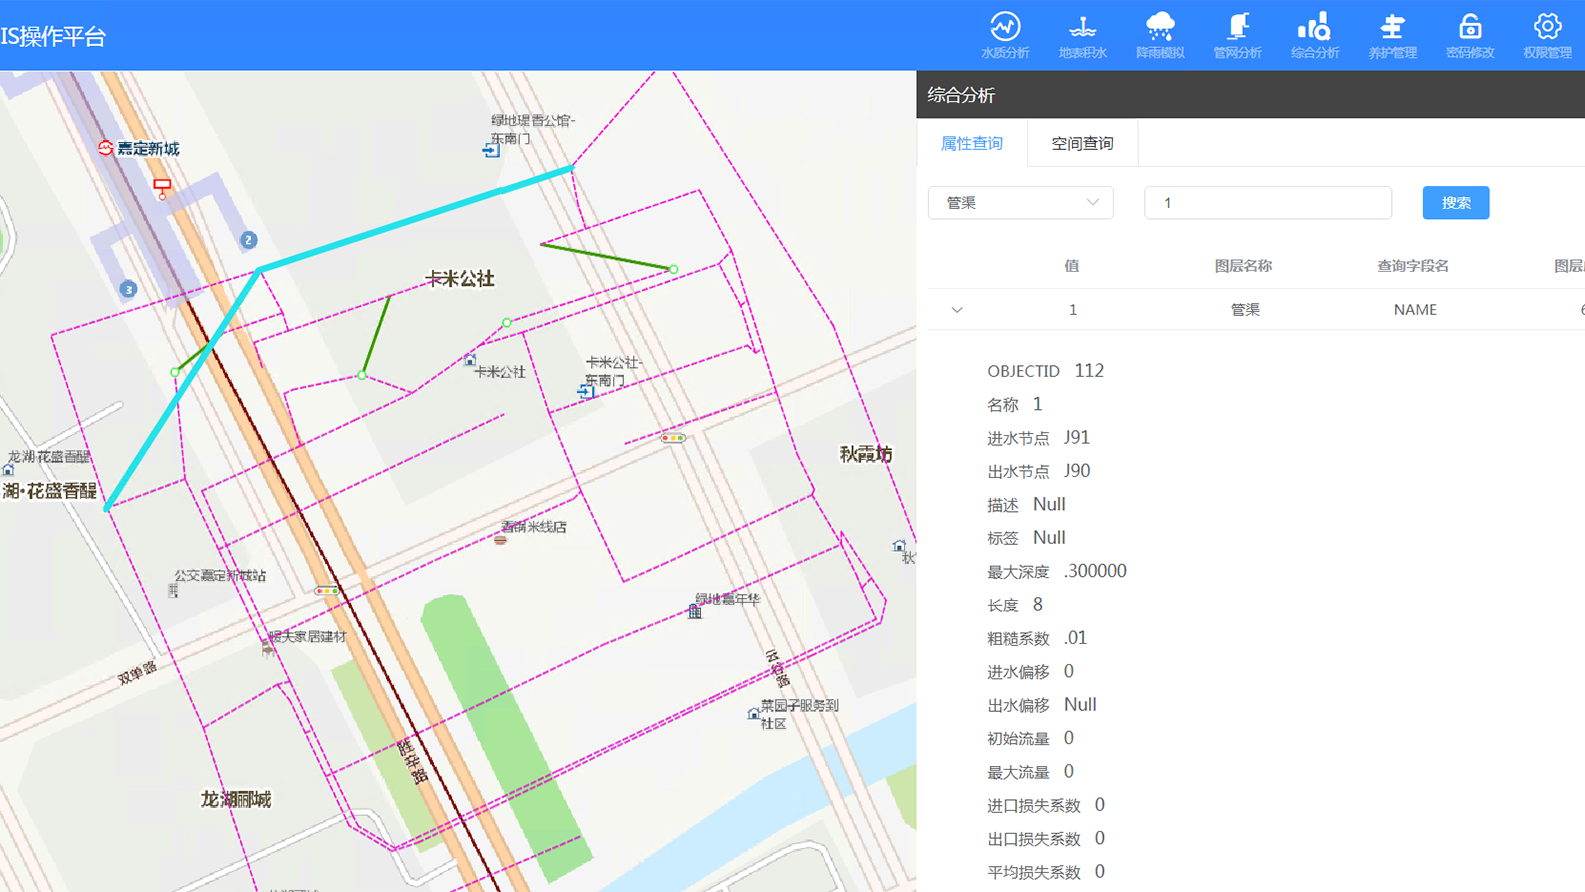 IS操作平台
水质分析
地表积水
降雨模拟
管网分析
综合分析
养护管理
密码修改
权限管理
综合分析
属性查询
空间查询
管渠
1
搜索
值
图层名称
查询字段名
图层
1
管渠
NAME
OBJECTID 112
名称 1
进水节点 J91
出水节点 J90
描述 Null
标签 Null
最大深度 .300000
长度 8
粗糙系数 .01
进水偏移 0
出水偏移 Null
初始流量 0
最大流量 0
进口损失系数 0
出口损失系数 0
平均损失系数 0
绿地瑅香公馆-
东南门
嘉定新城
2
3
卡米公社
卡米公社
卡米公社-
东南门
秋霞坊
龙湖·花盛香醍
湖·花盛香醍
香锅米线店
公交嘉定新城站
绿地嘉年华
暖夫家居建材
双单路
菜园子服务到
社区
龙湖郦城